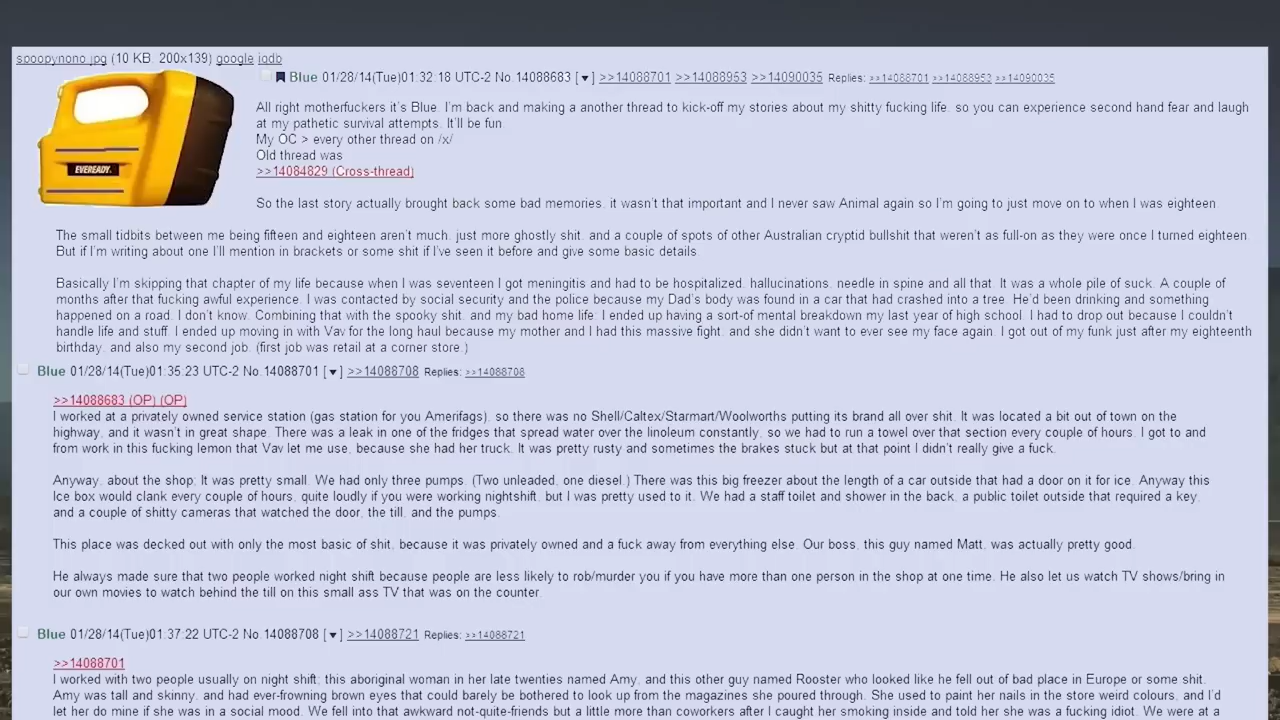 spoopynono.jpg (10 KB, 200x139) google iqdb
EVEREADY.
Blue 01/28/14(Tue)01:32:18 UTC-2 No.14088683 [▼] >>14088701 >>14088953 >>14090035 Replies: >>14088701 >>14088953 >>14090035
All right motherfuckers it's Blue. I'm back and making a another thread to kick-off my stories about my shitty fucking life, so you can experience second hand fear and laugh
at my pathetic survival attempts. It'll be fun.
My OC > every other thread on /x/
Old thread was
>>14084829 (Cross-thread)
So the last story actually brought back some bad memories, it wasn't that important and I never saw Animal again so I'm going to just move on to when I was eighteen.
The small tidbits between me being fifteen and eighteen aren't much, just more ghostly shit, and a couple of spots of other Australian cryptid bullshit that weren't as full-on as they were once I turned eighteen.
But if I'm writing about one I'll mention in brackets or some shit if I've seen it before and give some basic details.
Basically I'm skipping that chapter of my life because when I was seventeen I got meningitis and had to be hospitalized, hallucinations, needle in spine and all that. It was a whole pile of suck. A couple of
months after that fucking awful experience, I was contacted by social security and the police because my Dad's body was found in a car that had crashed into a tree. He'd been drinking and something
happened on a road, I don't know. Combining that with the spooky shit, and my bad home life; I ended up having a sort-of mental breakdown my last year of high school. I had to drop out because I couldn't
handle life and stuff. I ended up moving in with Vav for the long haul because my mother and I had this massive fight, and she didn't want to ever see my face again. I got out of my funk just after my eighteenth
birthday, and also my second job. (first job was retail at a corner store.)
Blue 01/28/14(Tue)01:35:23 UTC-2 No.14088701 [▼] >>14088708 Replies: >>14088708
>>14088683 (OP) (OP)
I worked at a privately owned service station (gas station for you Amerifags), so there was no Shell/Caltex/Starmart/Woolworths putting its brand all over shit. It was located a bit out of town on the
highway, and it wasn't in great shape. There was a leak in one of the fridges that spread water over the linoleum constantly, so we had to run a towel over that section every couple of hours. I got to and
from work in this fucking lemon that Vav let me use, because she had her truck. It was pretty rusty and sometimes the brakes stuck but at that point I didn't really give a fuck.
Anyway, about the shop: It was pretty small. We had only three pumps. (Two unleaded, one diesel.) There was this big freezer about the length of a car outside that had a door on it for ice. Anyway this
Ice box would clank every couple of hours, quite loudly if you were working nightshift, but I was pretty used to it. We had a staff toilet and shower in the back, a public toilet outside that required a key,
and a couple of shitty cameras that watched the door, the till, and the pumps.
This place was decked out with only the most basic of shit, because it was privately owned and a fuck away from everything else. Our boss, this guy named Matt, was actually pretty good.
He always made sure that two people worked night shift because people are less likely to rob/murder you if you have more than one person in the shop at one time. He also let us watch TV shows/bring in
our own movies to watch behind the till on this small ass TV that was on the counter.
Blue 01/28/14(Tue)01:37:22 UTC-2 No.14088708 [▼] >>14088721 Replies: >>14088721
>>14088701
I worked with two people usually on night shift; this aboriginal woman in her late twenties named Amy, and this other guy named Rooster who looked like he fell out of bad place in Europe or some shit.
Amy was tall and skinny, and had ever-frowning brown eyes that could barely be bothered to look up from the magazines she poured through. She used to paint her nails in the store weird colours, and I'd
let her do mine if she was in a social mood. We fell into that awkward not-quite-friends but a little more than coworkers after I caught her smoking inside and told her she was a fucking idiot. We were at a